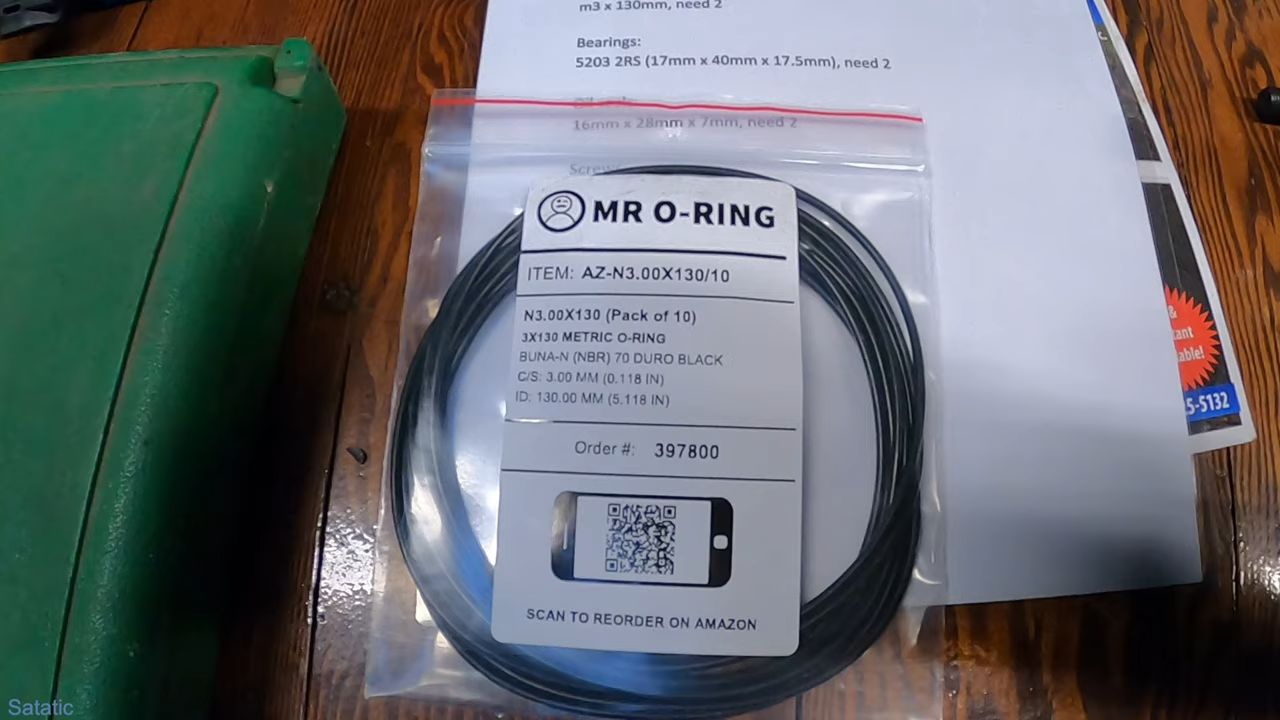 m3 x 130mm, need 2
Bearings:
5203 2RS (17mm x 40mm x 17.5mm), need 2
16mm x 28mm x 7mm, need 2
Screws
MR O-RING
ITEM: AZ-N3.00X130/10
N3.00X130 (Pack of 10)
3X130 METRIC O-RING
BUNA-N (NBR) 70 DURO BLACK
C/S: 3.00 MM (0.118 IN)
ID: 130.00 MM (5.118 IN)
Order #: 397800
SCAN TO REORDER ON AMAZON
&
5-5132
Satatic